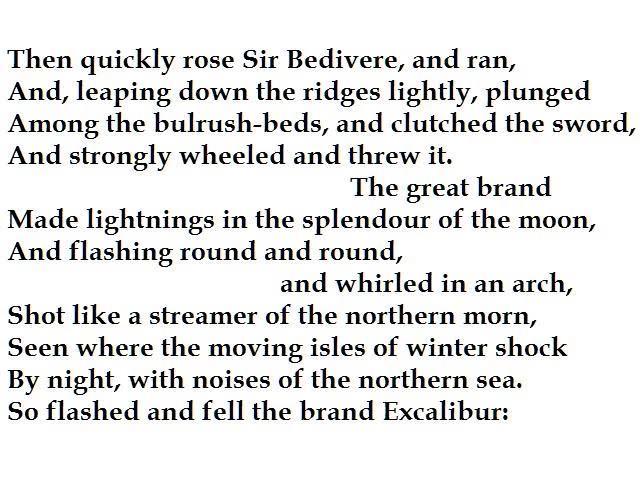 Then quickly rose Sir Bedivere, and ran,
And, leaping down the ridges lightly, plunged
Among the bulrush-beds, and clutched the sword,
And strongly wheeled and threw it.
The great brand
Made lightnings in the splendour of the moon,
And flashing round and round,
and whirled in an arch,
Shot like a streamer of the northern morn,
Seen where the moving isles of winter shock
By night, with noises of the northern sea.
So flashed and fell the brand Excalibur: